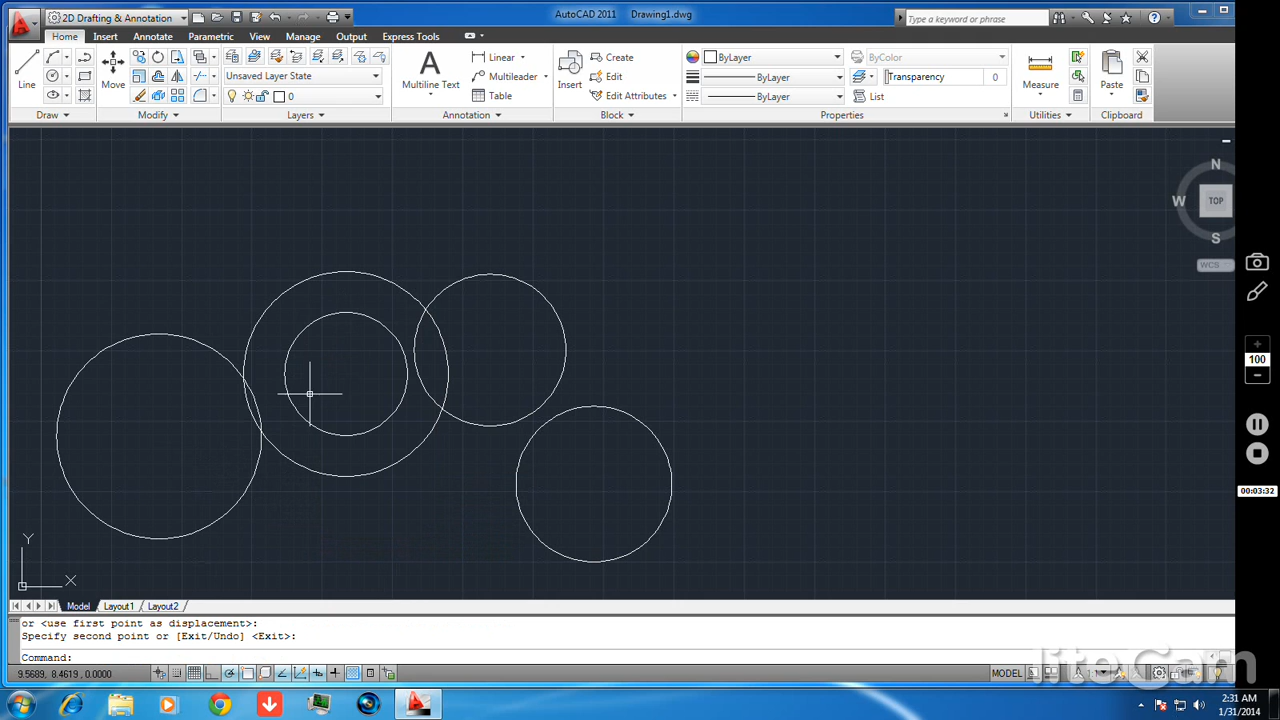 2D Drafting & Annotation
AutoCAD 2011 Drawing1.dwg
Type a keyword or phrase
Home Insert Annotate Parametric View Manage Output Express Tools
Line
Draw
Move
Modify
Unsaved Layer State
0
Layers
A
Multiline Text
Linear
Multileader
Table
Annotation
Insert
Create
Edit
Edit Attributes
Block
ByLayer
ByLayer
ByLayer
ByColor
Transparency 0
List
Properties
Measure
Utilities
Paste
Clipboard
N
W TOP
S
WCS
100
00:03:32
Y
X
Model Layout1 Layout2
or <use first point as displacement>:
Specify second point or [Exit/Undo] <Exit>:
Command:
9.5689, 8.4619 , 0.0000
MODEL
1:1
liteCam
2:31 AM
1/31/2014